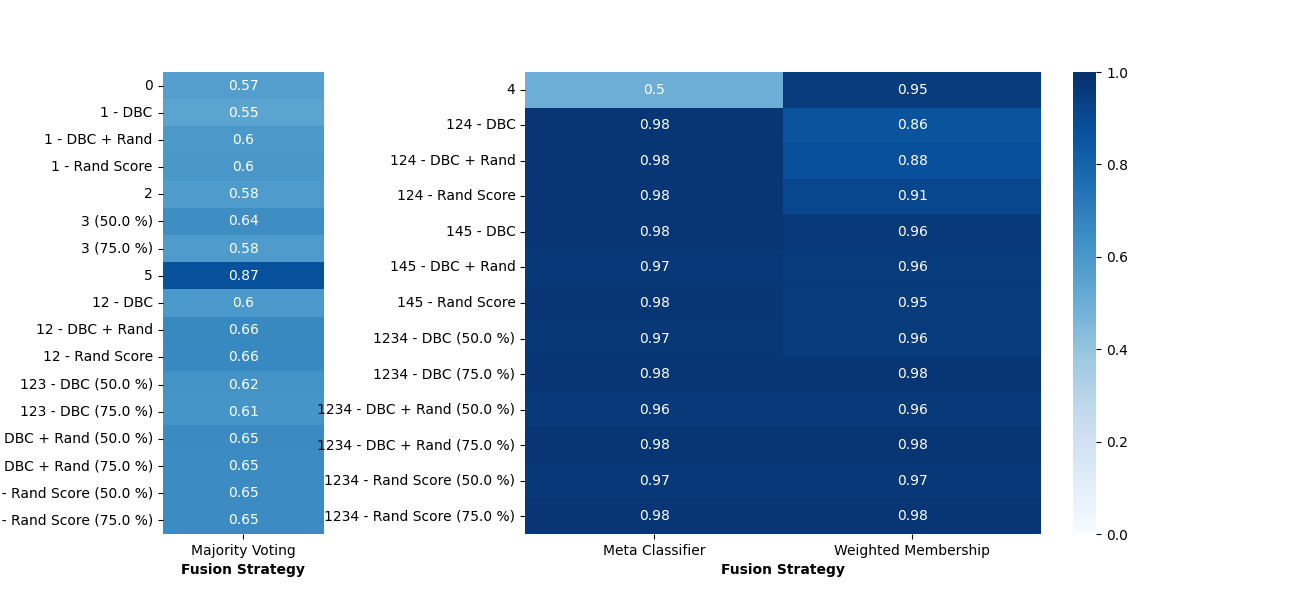 0 0.57
1 - DBC 0.55
1 - DBC + Rand 0.6
1 - Rand Score 0.6
2 0.58
3 (50.0 %) 0.64
3 (75.0 %) 0.58
5 0.87
12 - DBC 0.6
12 - DBC + Rand 0.66
12 - Rand Score 0.66
123 - DBC (50.0 %) 0.62
123 - DBC (75.0 %) 0.61
DBC + Rand (50.0 %) 0.65
DBC + Rand (75.0 %) 0.65
- Rand Score (50.0 %) 0.65
- Rand Score (75.0 %) 0.65
Majority Voting
Fusion Strategy
4 0.5 0.95
124 - DBC 0.98 0.86
124 - DBC + Rand 0.98 0.88
124 - Rand Score 0.98 0.91
145 - DBC 0.98 0.96
145 - DBC + Rand 0.97 0.96
145 - Rand Score 0.98 0.95
1234 - DBC (50.0 %) 0.97 0.96
1234 - DBC (75.0 %) 0.98 0.98
1234 - DBC + Rand (50.0 %) 0.96 0.96
1234 - DBC + Rand (75.0 %) 0.98 0.98
1234 - Rand Score (50.0 %) 0.97 0.97
1234 - Rand Score (75.0 %) 0.98 0.98
Meta Classifier Weighted Membership
Fusion Strategy
1.0
0.8
0.6
0.4
0.2
0.0